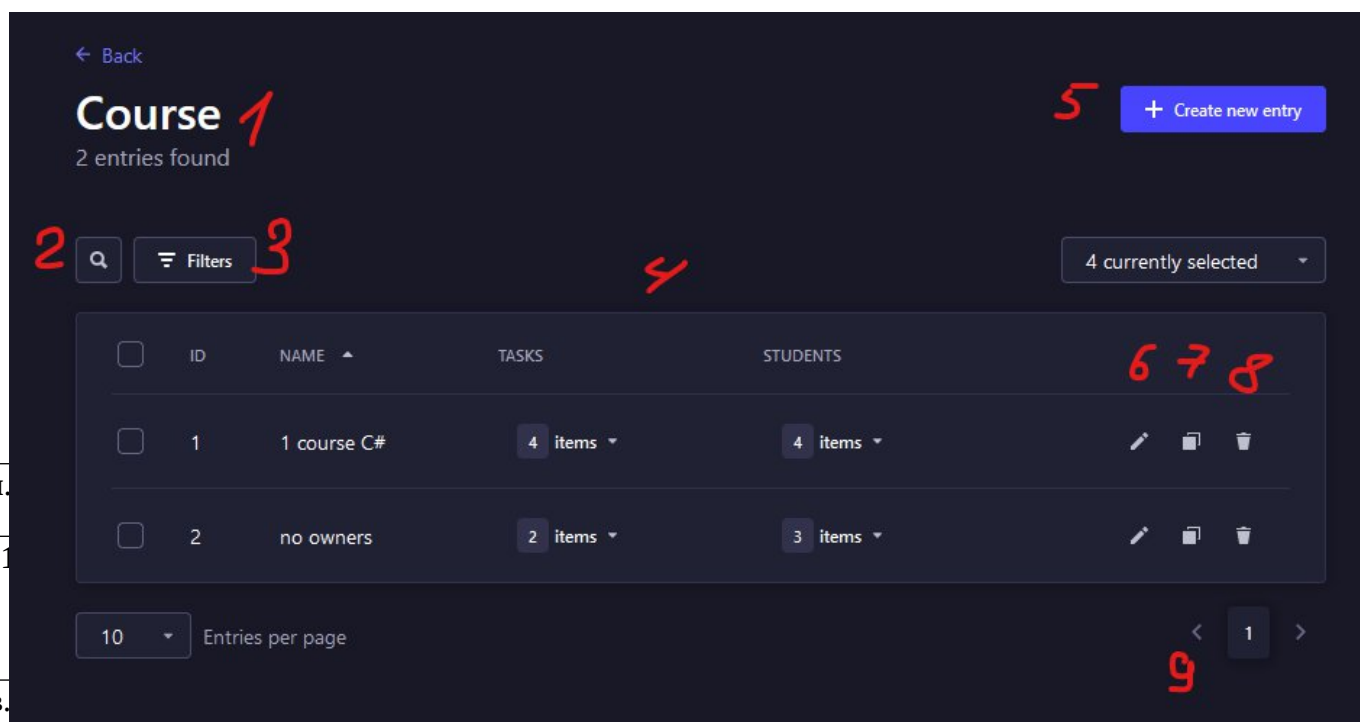 ← Back
Course 1
2 entries found
5 + Create new entry
2 Filters 3
4
4 currently selected
ID NAME TASKS STUDENTS 6 7 8
1 1 course C# 4 items 4 items
2 no owners 2 items 3 items
1
10 Entries per page < 1 >
9